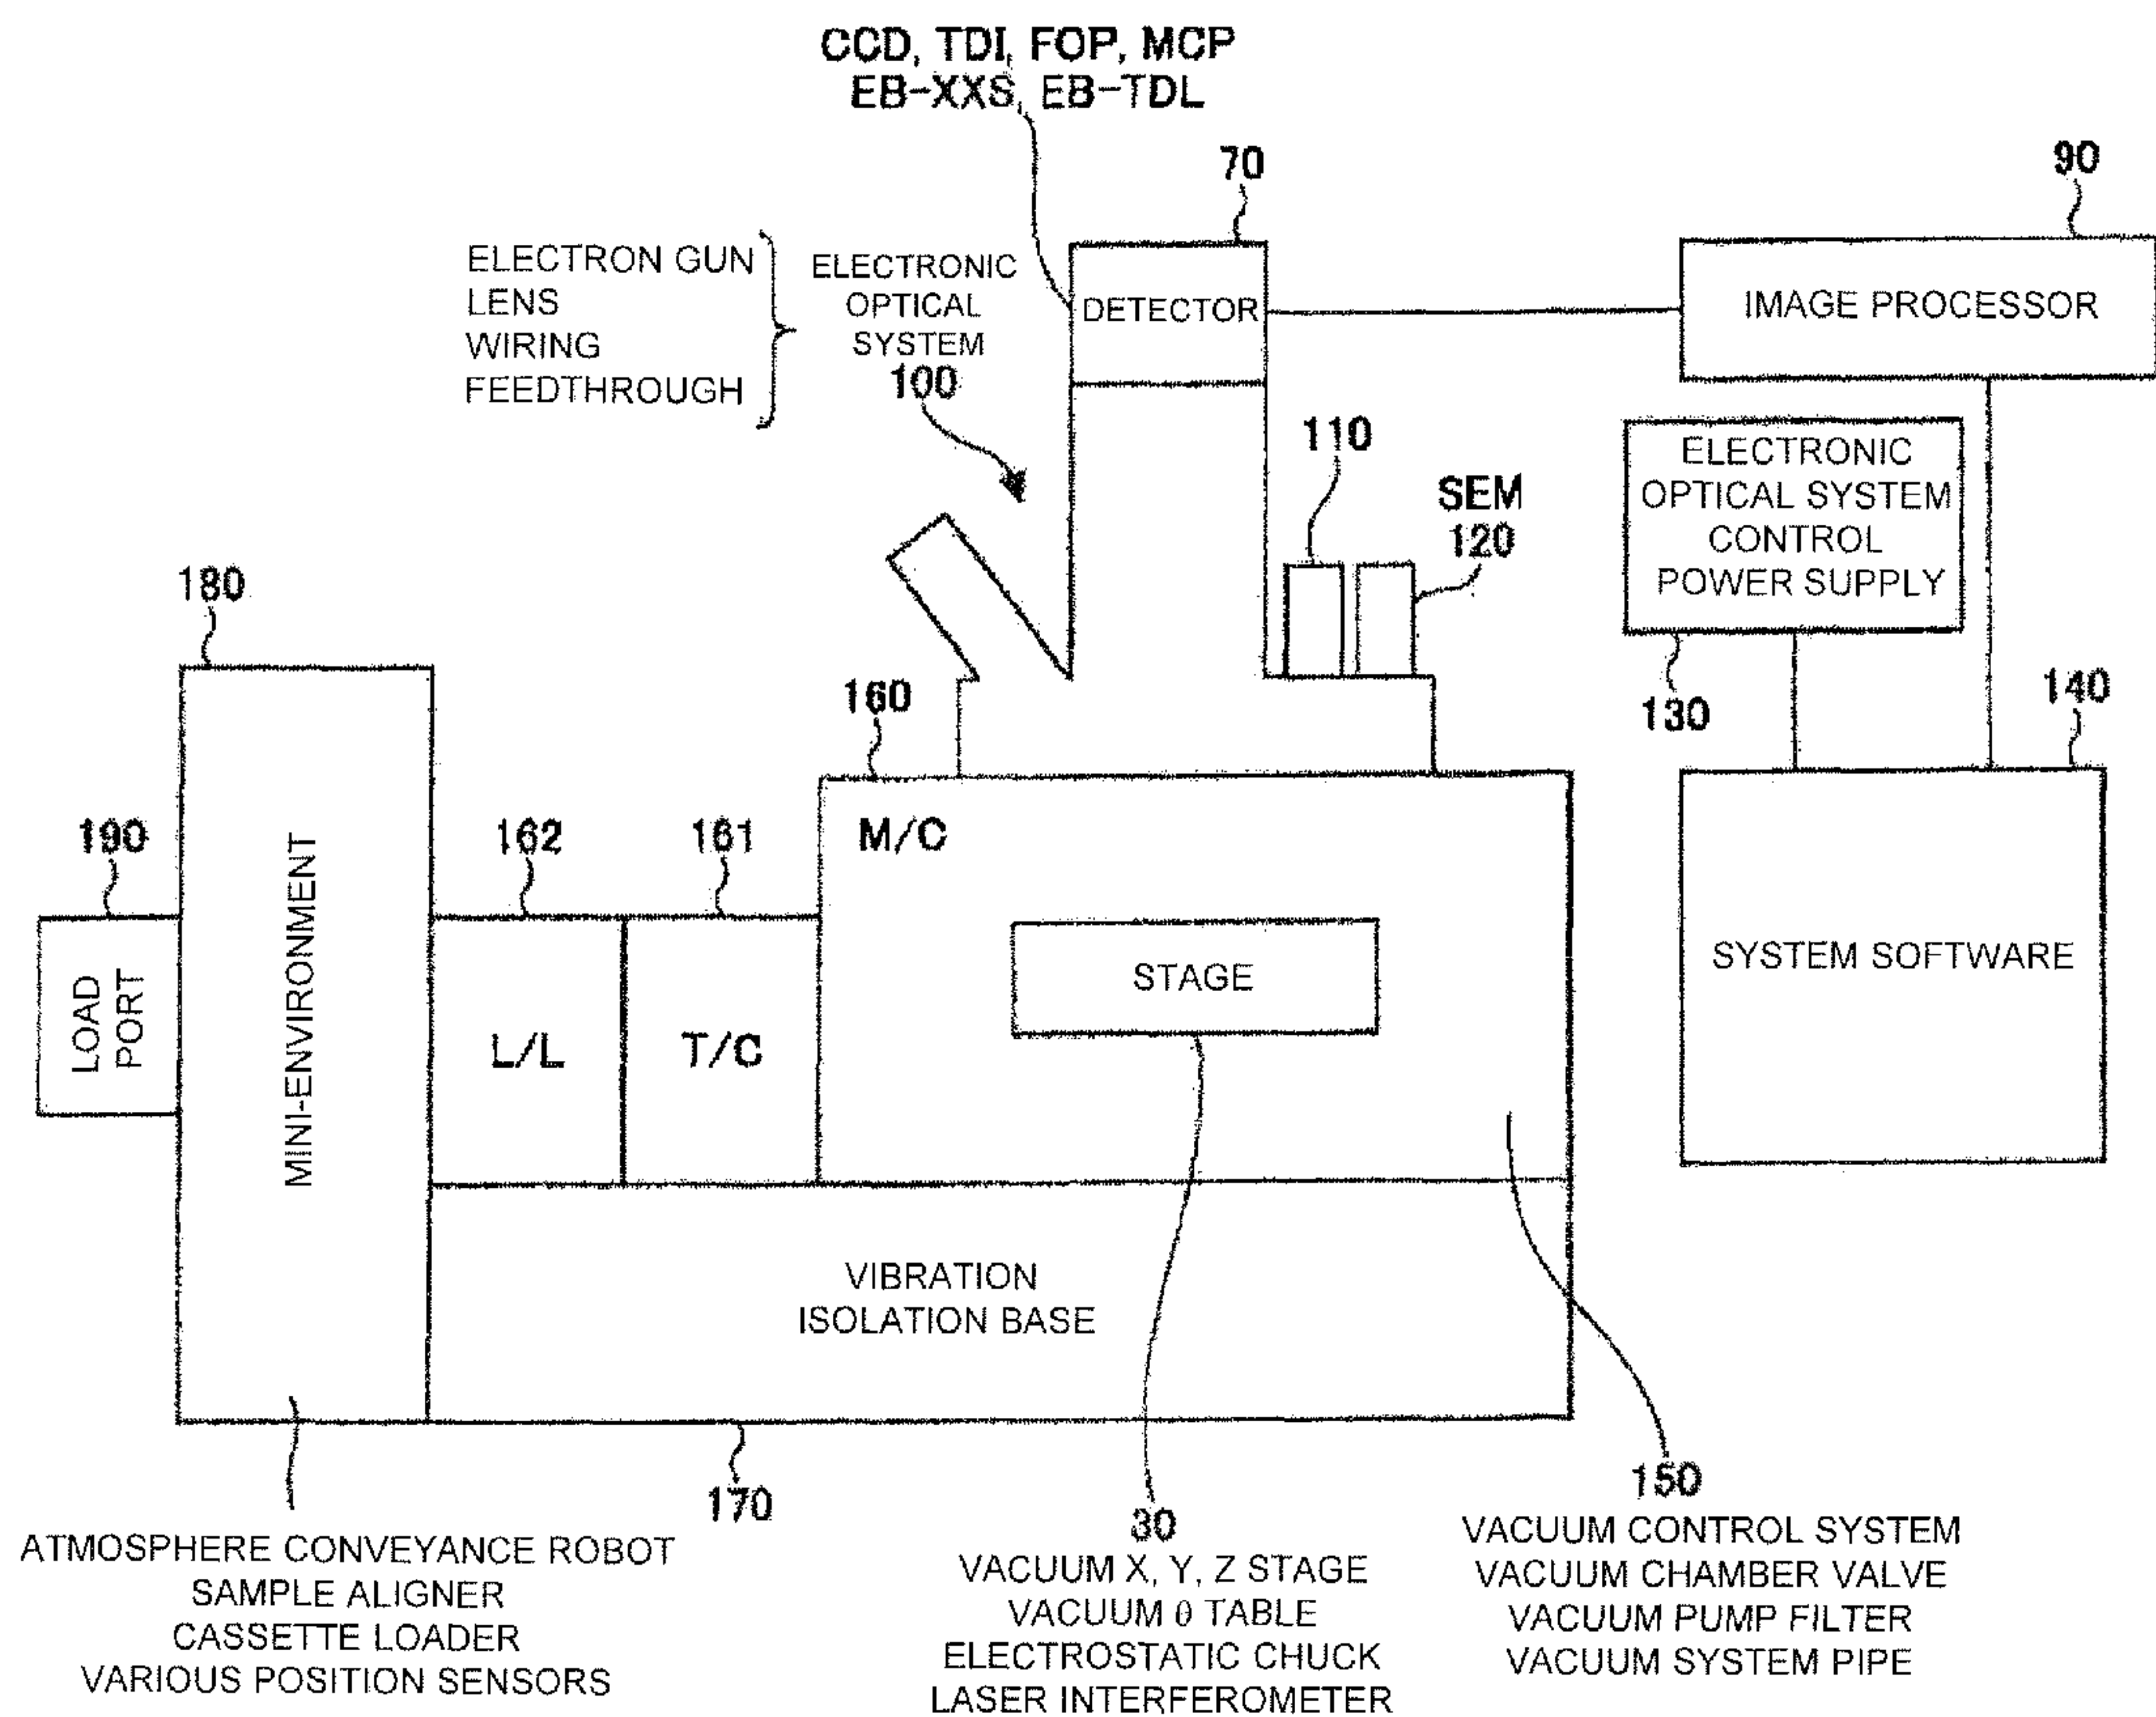 CCD, TDI, FOP, MCP
EB-XXS, EB-TDL
70
90
ELECTRON GUN
LENS
WIRING
FEEDTHROUGH
ELECTRONIC
OPTICAL
SYSTEM
100
DETECTOR
IMAGE PROCESSOR
110
SEM
120
ELECTRONIC
OPTICAL SYSTEM
CONTROL
POWER SUPPLY
130
140
180
160
190
162
161
M/C
LOAD
PORT
MINI-ENVIRONMENT
L/L
T/C
STAGE
SYSTEM SOFTWARE
VIBRATION
ISOLATION BASE
170
30
150
ATMOSPHERE CONVEYANCE ROBOT
SAMPLE ALIGNER
CASSETTE LOADER
VARIOUS POSITION SENSORS
VACUUM X, Y, Z STAGE
VACUUM θ TABLE
ELECTROSTATIC CHUCK
LASER INTERFEROMETER
VACUUM CONTROL SYSTEM
VACUUM CHAMBER VALVE
VACUUM PUMP FILTER
VACUUM SYSTEM PIPE